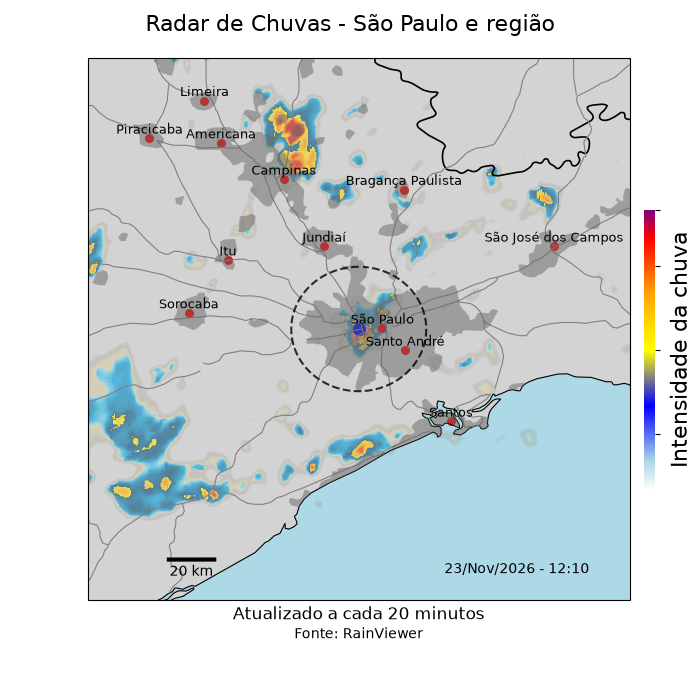 Radar de Chuvas - São Paulo e região
Limeira
Piracicaba
Americana
Campinas
Bragança Paulista
Itu
Jundiaí
São José dos Campos
Sorocaba
São Paulo
Santo André
Santos
20 km
23/Nov/2026 - 12:10
Intensidade da chuva
Atualizado a cada 20 minutos
Fonte: RainViewer